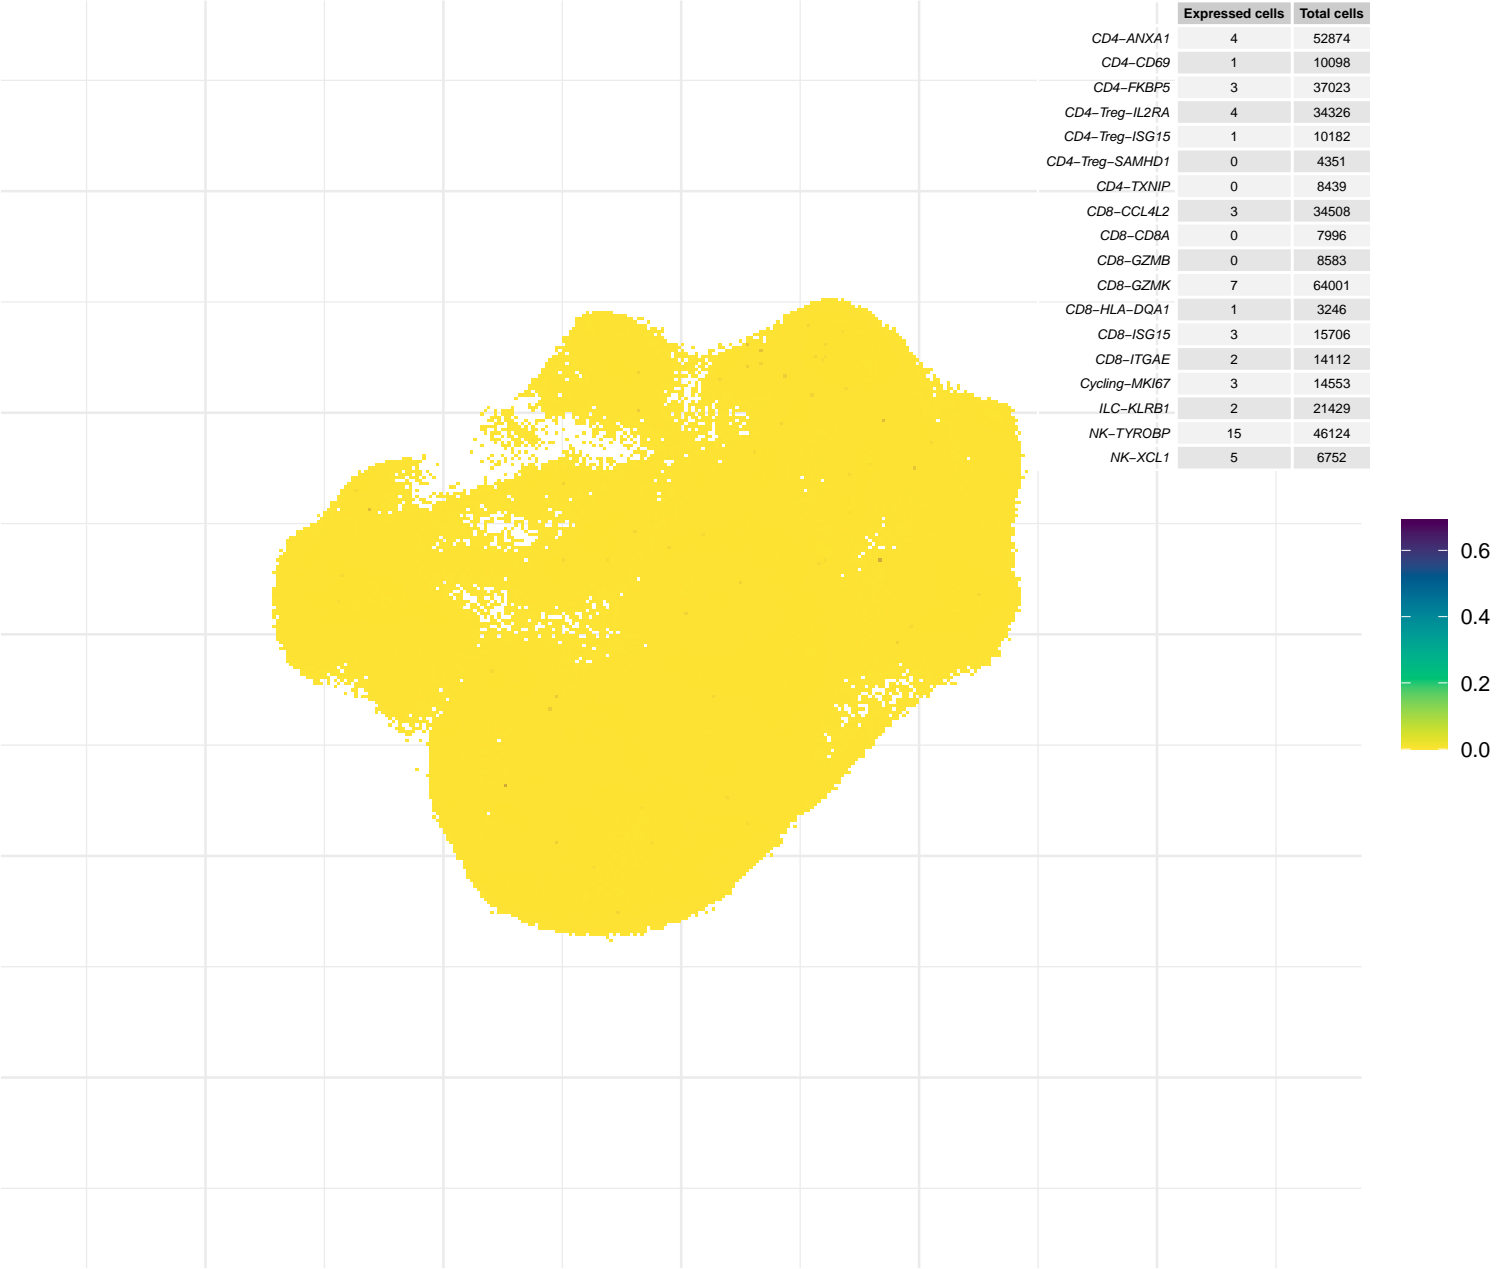 Expressed cells Total cells
CD4−ANXA1 4 52874
CD4−CD69 1 10098
CD4−FKBP5 3 37023
CD4−Treg−IL2RA 4 34326
CD4−Treg−ISG15 1 10182
CD4−Treg−SAMHD1 0 4351
CD4−TXNIP 0 8439
CD8−CCL4L2 3 34508
CD8−CD8A 0 7996
CD8−GZMB 0 8583
CD8−GZMK 7 64001
CD8−HLA−DQA1 1 3246
CD8−ISG15 3 15706
CD8−ITGAE 2 14112
Cycling−MKI67 3 14553
ILC−KLRB1 2 21429
NK−TYROBP 15 46124
NK−XCL1 5 6752
0.6
0.4
0.2
0.0